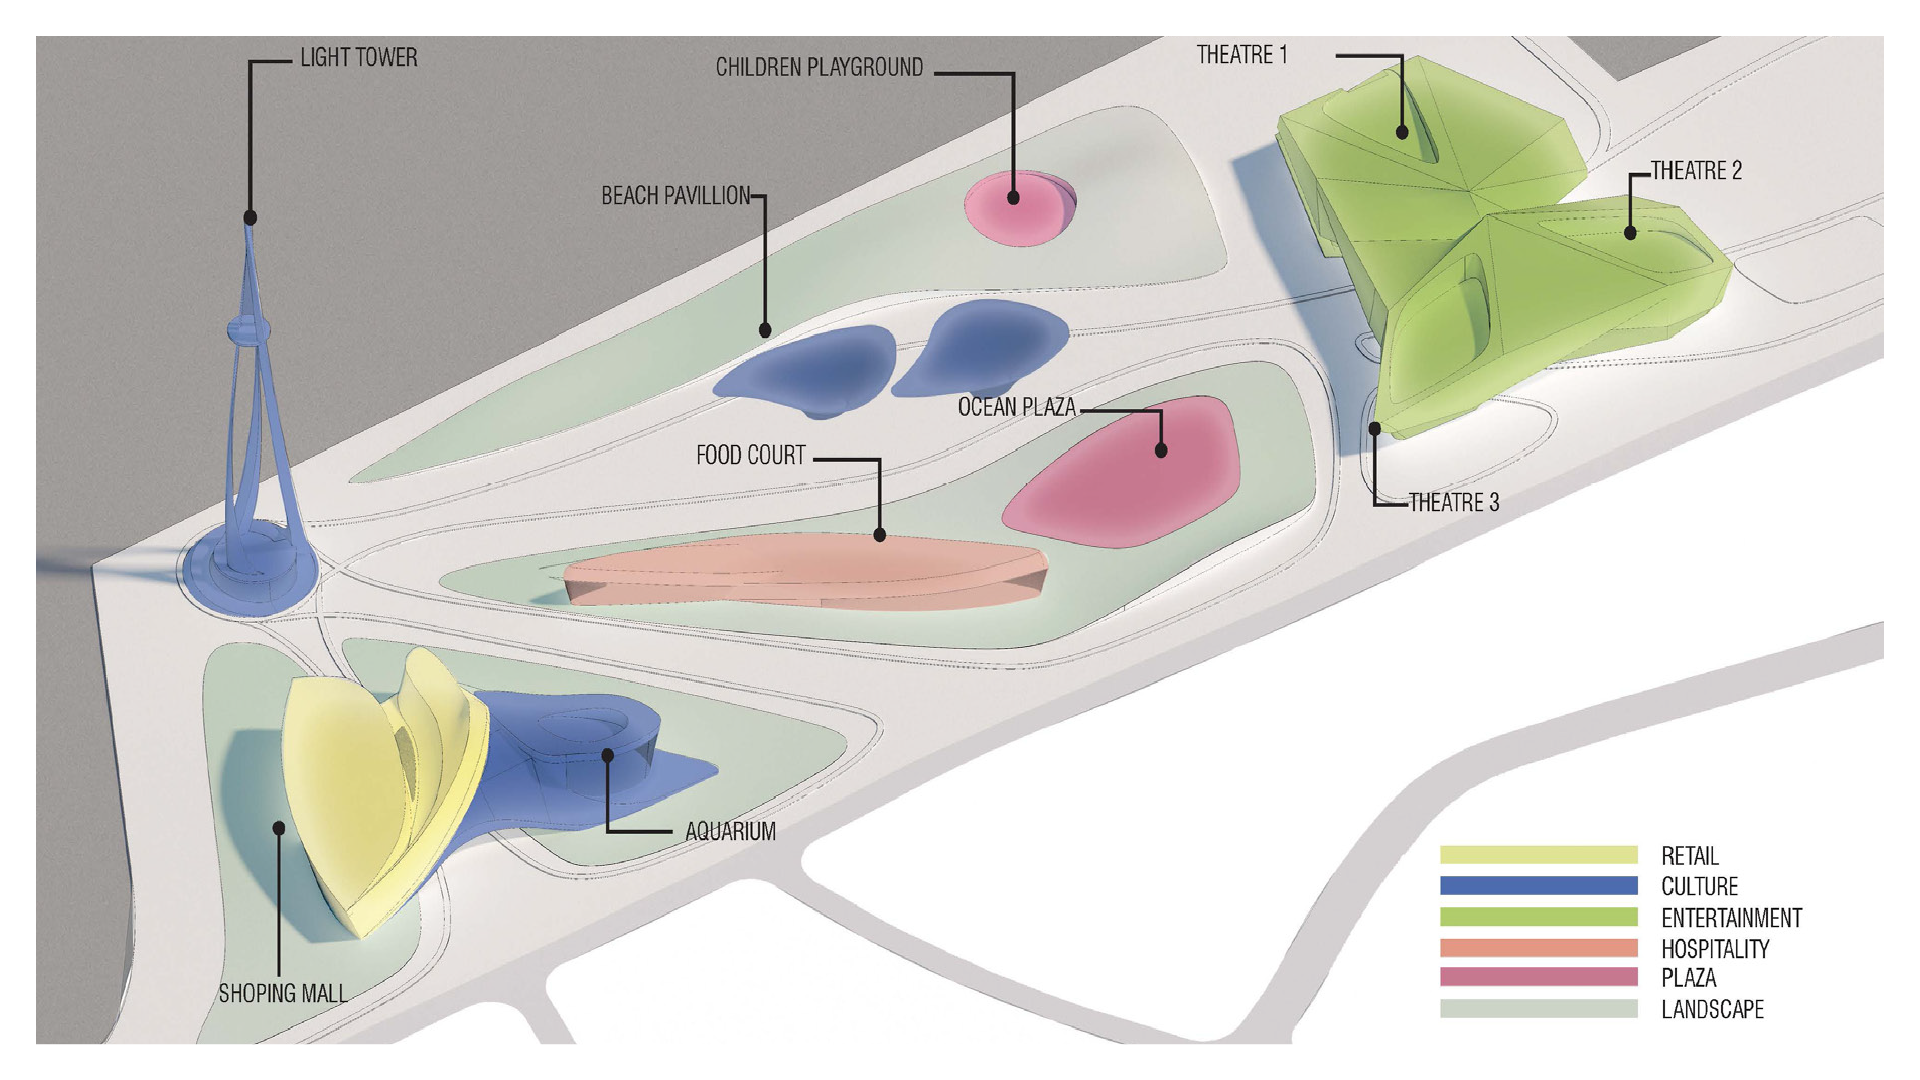 LIGHT TOWER
CHILDREN PLAYGROUND
THEATRE 1
THEATRE 2
BEACH PAVILLION
OCEAN PLAZA
FOOD COURT
THEATRE 3
AQUARIUM
SHOPING MALL
RETAIL
CULTURE
ENTERTAINMENT
HOSPITALITY
PLAZA
LANDSCAPE